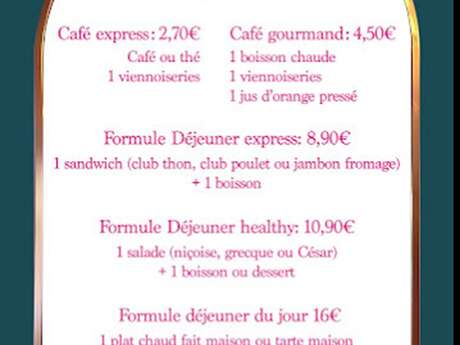 Café express: 2,70€
Café ou thé
1 viennoiseries
Café gourmand: 4,50€
1 boisson chaude
1 viennoiseries
1 jus d'orange pressé
Formule Déjeuner express: 8,90€
1 sandwich (club thon, club poulet ou jambon fromage)
+ 1 boisson
Formule Déjeuner healthy: 10,90€
1 salade (niçoise, grecque ou César)
+ 1 boisson ou dessert
Formule déjeuner du jour 16€
1 plat chaud fait maison ou tarte maison